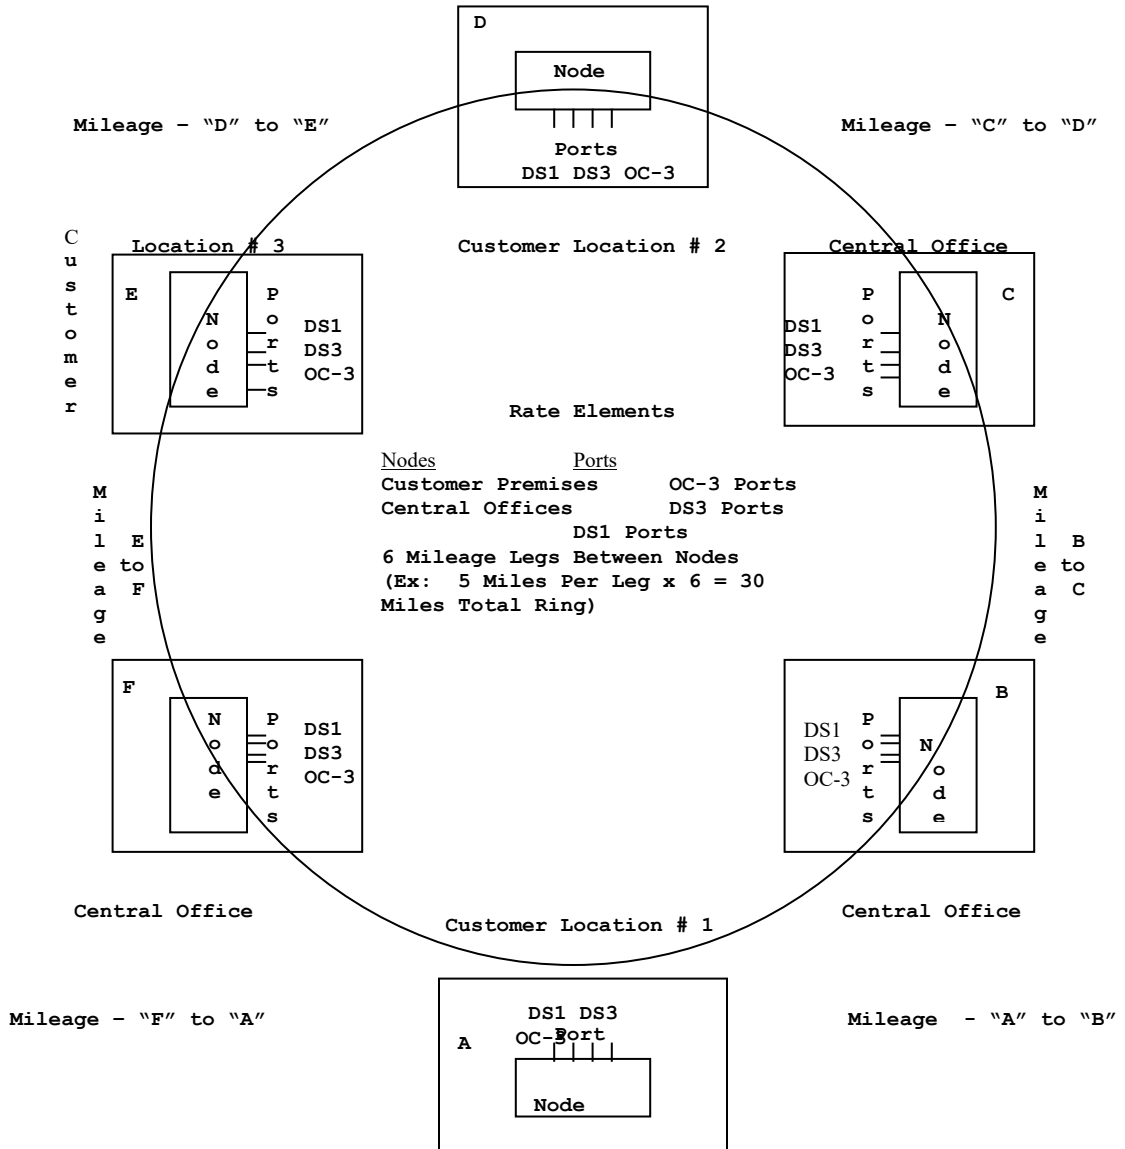 D
Node
Mileage – “D” to “E”
Mileage – “C” to “D”
Ports
DS1 DS3 OC-3
Customer
Location # 3
Customer Location # 2
Central Office
E
Node
Ports
DS1
DS3
OC-3
DS1
DS3
OC-3
Ports
Node
C
Rate Elements
Nodes Ports
Customer Premises OC-3 Ports
Central Offices DS3 Ports
DS1 Ports
6 Mileage Legs Between Nodes
(Ex: 5 Miles Per Leg x 6 = 30
Miles Total Ring)
Mileage
E
to
F
Mileage
B
to
C
F
Node
Ports
DS1
DS3
OC-3
DS1
DS3
OC-3
Ports
Node
B
Central Office
Customer Location # 1
Central Office
Mileage – “F” to “A”
Mileage - “A” to “B”
DS1 DS3
OC-3
Port
A
Node